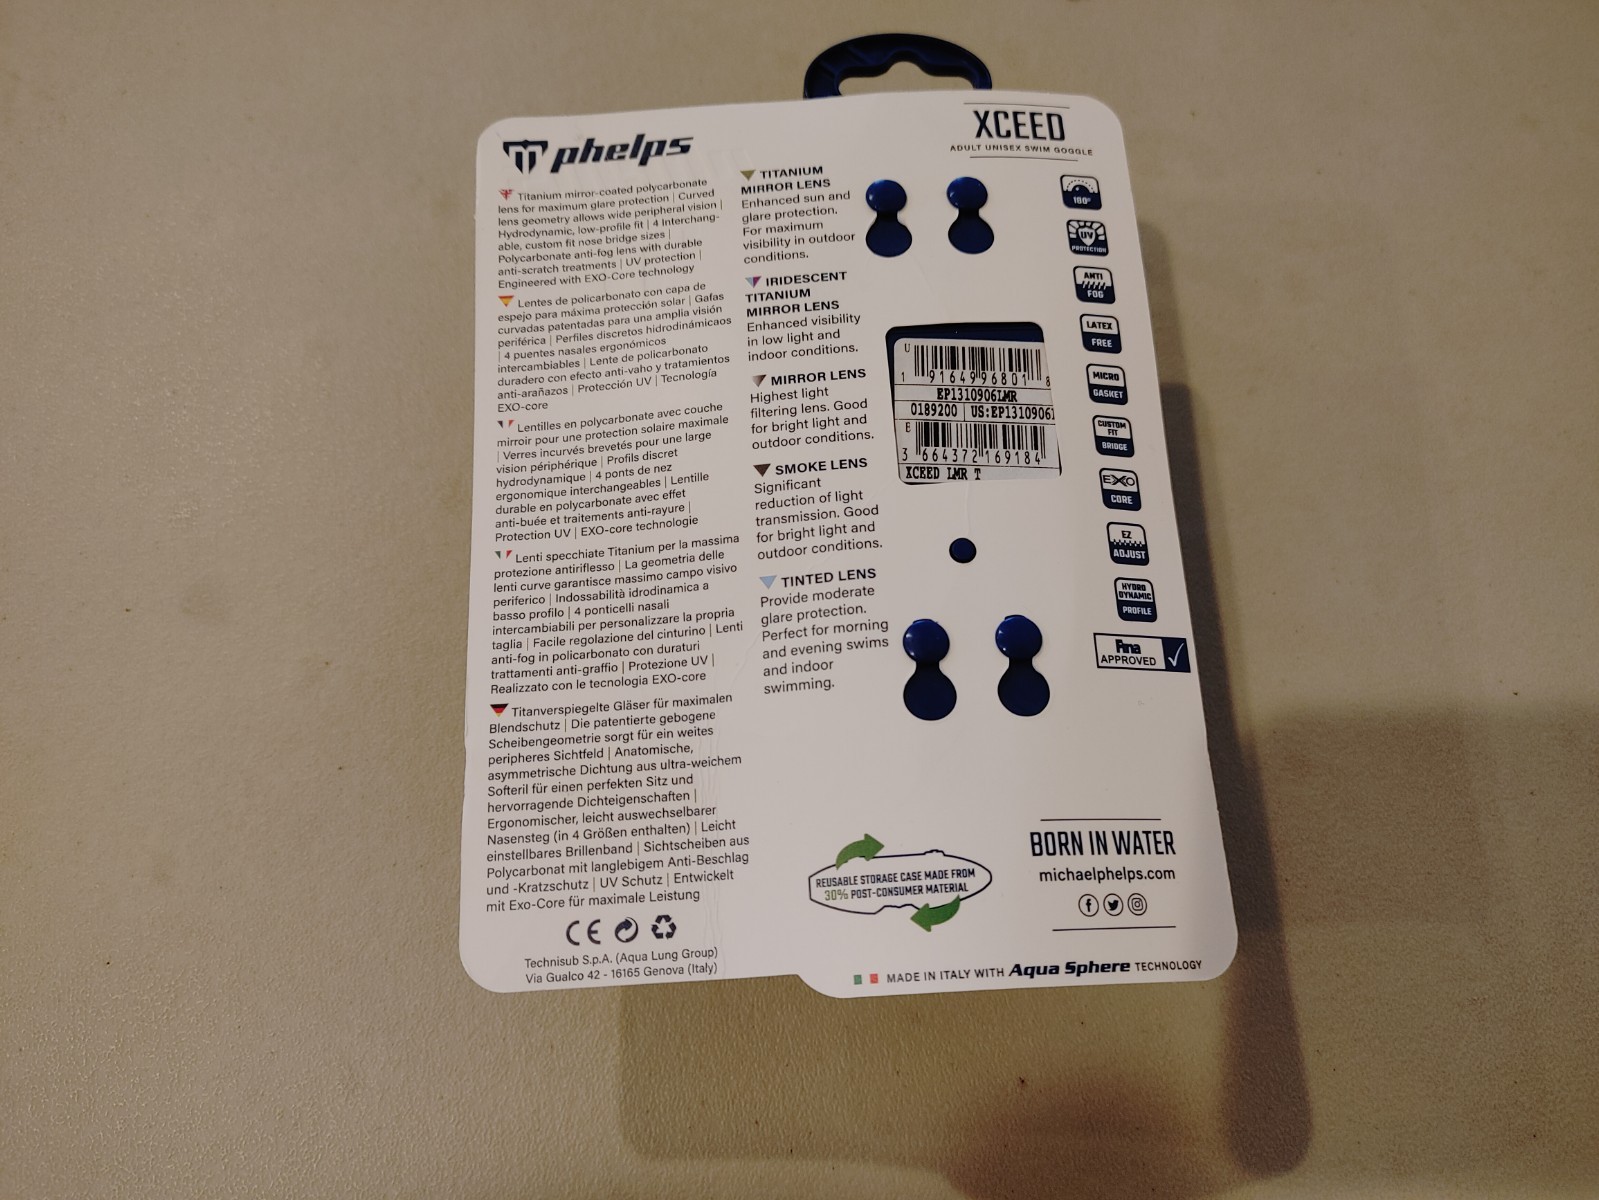 phelps
XCEED
ADULT UNISEX SWIM GOGGLE
Titanium mirror-coated polycarbonate
lens for maximum glare protection | Curved
lens geometry allows wide peripheral vision |
Hydrodynamic, low-profile fit | 4 Interchang-
able, custom fit nose bridge sizes |
Polycarbonate anti-fog lens with durable
anti-scratch treatments | UV protection |
Engineered with EXO-Core technology
Lentes de policarbonato con capa de
espejo para máxima protección solar | Gafas
curvadas patentadas para una amplia visión
periférica | Perfiles discretos hidrodinámicaos
| 4 puentes nasales ergonómicos
intercambiables | Lente de policarbonato
duradero con efecto anti-vaho y tratamientos
anti-arañazos | Protección UV | Tecnología
EXO-core
Lentilles en polycarbonate avec couche
mirroir pour une protection solaire maximale
| Verres incurvés brevetés pour une large
vision périphérique | Profils discret
hydrodynamique | 4 ponts de nez
ergonomique interchangeables | Lentille
durable en polycarbonate avec effet
anti-buée et traitements anti-rayure |
Protection UV | EXO-core technologie
Lenti specchiate Titanium per la massima
protezione antiriflesso | La geometria delle
lenti curve garantisce massimo campo visivo
periferico | Indossabilità idrodinamica a
basso profilo | 4 ponticelli nasali
intercambiabili per personalizzare la propria
taglia | Facile regolazione del cinturino | Lenti
anti-fog in policarbonato con duraturi
trattamenti anti-graffio | Protezione UV |
Realizzato con le tecnologia EXO-core
Titanverspiegelte Gläser für maximalen
Blendschutz | Die patentierte gebogene
Scheibengeometrie sorgt für ein weites
peripheres Sichtfeld | Anatomische,
asymmetrische Dichtung aus ultra-weichem
Softeril für einen perfekten Sitz und
hervorragende Dichteigenschaften |
Ergonomischer, leicht auswechselbarer
Nasensteg (in 4 Größen enthalten) | Leicht
einstellbares Brillenband | Sichtscheiben aus
Polycarbonat mit langlebigem Anti-Beschlag
und -Kratzschutz | UV Schutz | Entwickelt
mit Exo-Core für maximale Leistung
CE
Technisub S.p.A. (Aqua Lung Group)
Via Gualco 42 - 16165 Genova (Italy)
TITANIUM
MIRROR LENS
Enhanced sun and
glare protection.
For maximum
visibility in outdoor
conditions.
IRIDESCENT
TITANIUM
MIRROR LENS
Enhanced visibility
in low light and
indoor conditions.
MIRROR LENS
Highest light
filtering lens. Good
for bright light and
outdoor conditions.
SMOKE LENS
Significant
reduction of light
transmission. Good
for bright light and
outdoor conditions.
TINTED LENS
Provide moderate
glare protection.
Perfect for morning
and evening swims
and indoor
swimming.
U
1 91649 96801 8
EP1310906LMR
0189200 | US:EP1310906
E
3 664372 169184
XCEED LMR T
180°
UV
PROTECTION
ANTI
FOG
LATEX
FREE
MICRO
GASKET
CUSTOM
FIT
BRIDGE
EXO
CORE
EZ
ADJUST
HYDRO
DYNAMIC
PROFILE
Fina
APPROVED
REUSABLE STORAGE CASE MADE FROM
30% POST-CONSUMER MATERIAL
BORN IN WATER
michaelphelps.com
MADE IN ITALY WITH Aqua Sphere TECHNOLOGY